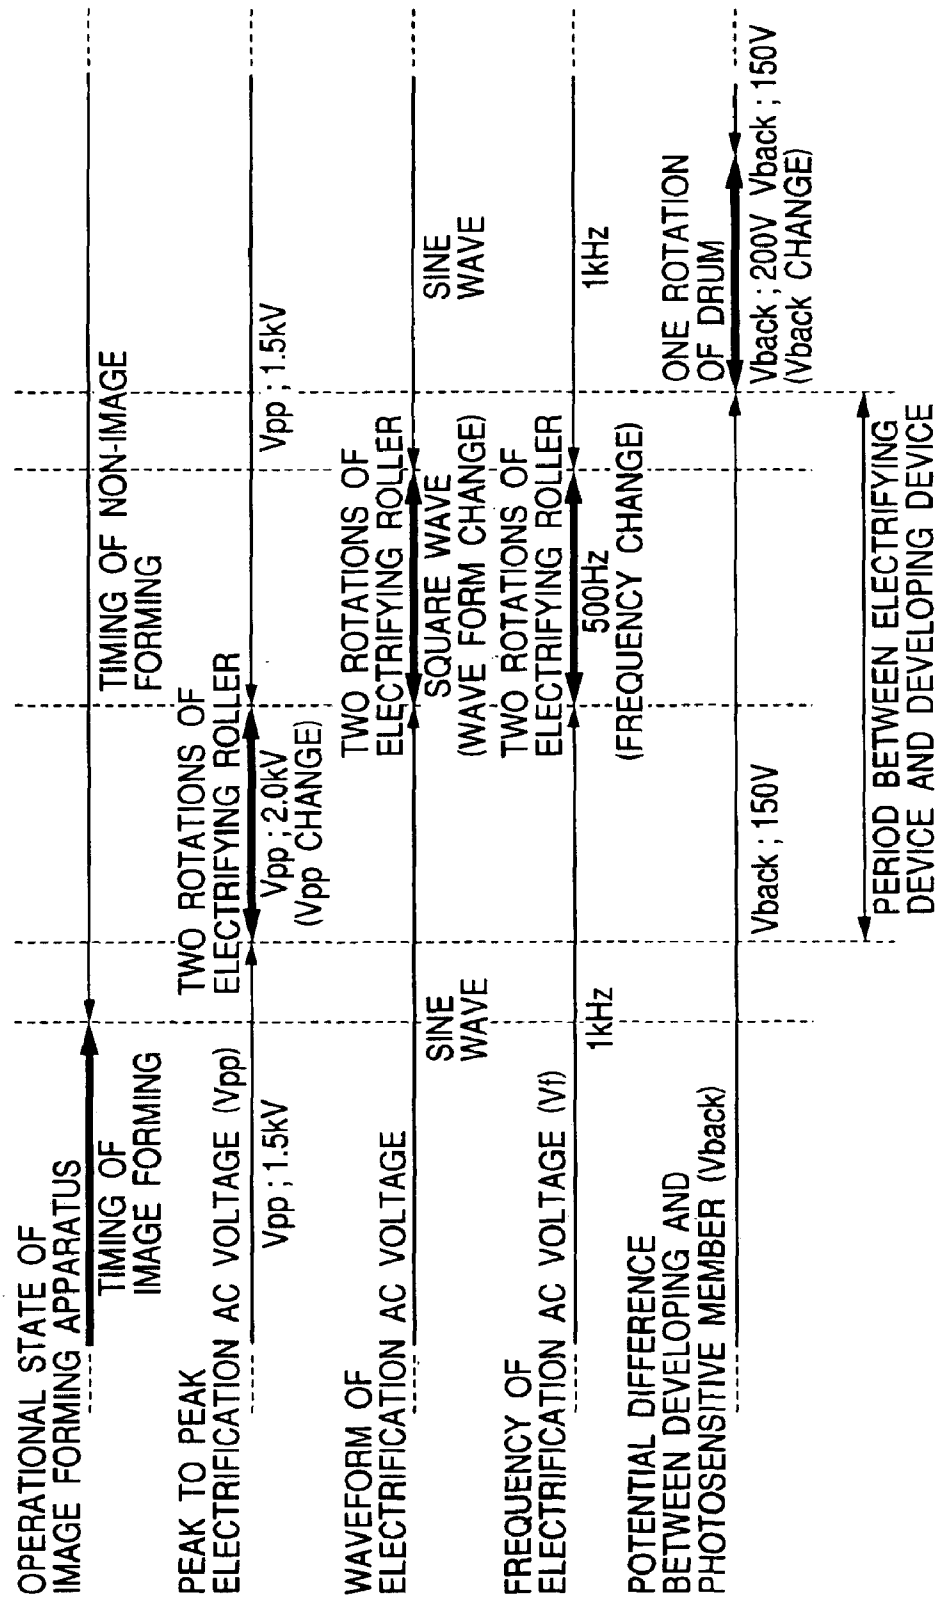 OPERATIONAL STATE OF
IMAGE FORMING APPARATUS
TIMING OF
IMAGE FORMING
TIMING OF NON-IMAGE
FORMING
PEAK TO PEAK
ELECTRIFICATION AC VOLTAGE (Vpp)
Vpp ; 1.5kV
TWO ROTATIONS OF
ELECTRIFYING ROLLER
Vpp ; 2.0kV
(Vpp CHANGE)
Vpp ; 1.5kV
WAVEFORM OF
ELECTRIFICATION AC VOLTAGE
SINE
WAVE
TWO ROTATIONS OF
ELECTRIFYING ROLLER
SQUARE WAVE
(WAVE FORM CHANGE)
SINE
WAVE
FREQUENCY OF
ELECTRIFICATION AC VOLTAGE (Vf)
1kHz
TWO ROTATIONS OF
ELECTRIFYING ROLLER
500Hz
(FREQUENCY CHANGE)
1kHz
POTENTIAL DIFFERENCE
BETWEEN DEVELOPING AND
PHOTOSENSITIVE MEMBER (Vback)
Vback ; 150V
ONE ROTATION
OF DRUM
Vback ; 200V Vback ; 150V
(Vback CHANGE)
PERIOD BETWEEN ELECTRIFYING
DEVICE AND DEVELOPING DEVICE